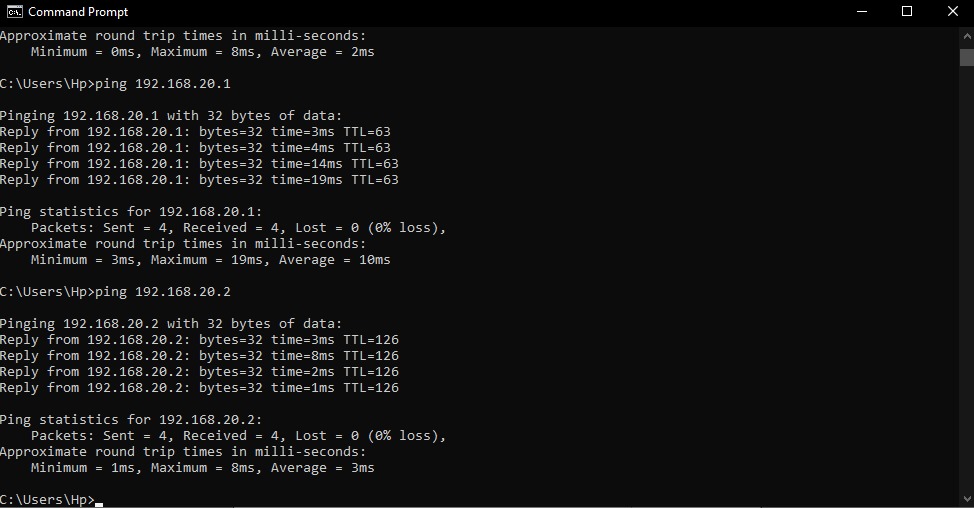 Command Prompt
Approximate round trip times in milli-seconds:
    Minimum = 0ms, Maximum = 8ms, Average = 2ms
C:\Users\Hp>ping 192.168.20.1
Pinging 192.168.20.1 with 32 bytes of data:
Reply from 192.168.20.1: bytes=32 time=3ms TTL=63
Reply from 192.168.20.1: bytes=32 time=4ms TTL=63
Reply from 192.168.20.1: bytes=32 time=14ms TTL=63
Reply from 192.168.20.1: bytes=32 time=19ms TTL=63
Ping statistics for 192.168.20.1:
    Packets: Sent = 4, Received = 4, Lost = 0 (0% loss),
Approximate round trip times in milli-seconds:
    Minimum = 3ms, Maximum = 19ms, Average = 10ms
C:\Users\Hp>ping 192.168.20.2
Pinging 192.168.20.2 with 32 bytes of data:
Reply from 192.168.20.2: bytes=32 time=3ms TTL=126
Reply from 192.168.20.2: bytes=32 time=8ms TTL=126
Reply from 192.168.20.2: bytes=32 time=2ms TTL=126
Reply from 192.168.20.2: bytes=32 time=1ms TTL=126
Ping statistics for 192.168.20.2:
    Packets: Sent = 4, Received = 4, Lost = 0 (0% loss),
Approximate round trip times in milli-seconds:
    Minimum = 1ms, Maximum = 8ms, Average = 3ms
C:\Users\Hp>